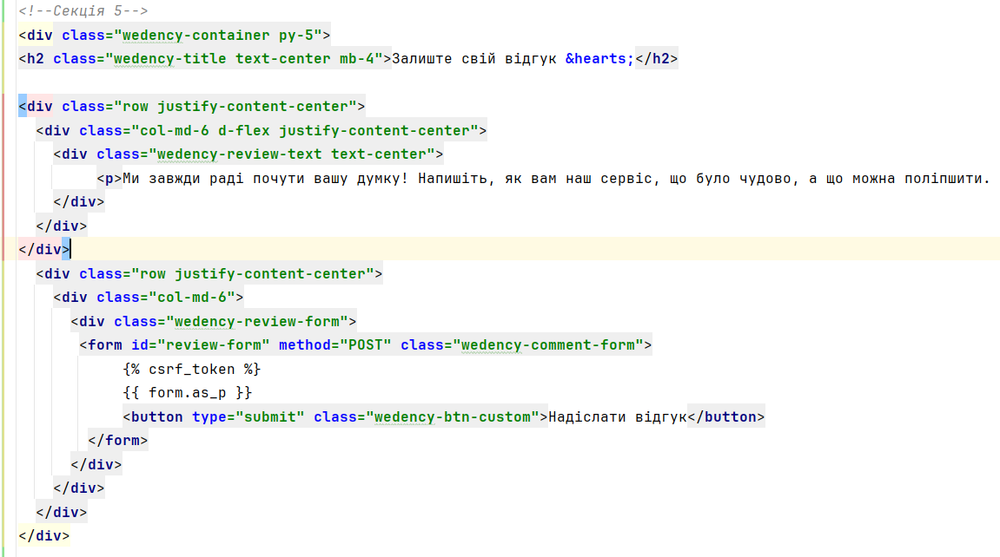 <!--Секція 5-->
<div class="wedency-container py-5">
<h2 class="wedency-title text-center mb-4">Залиште свій відгук &hearts;</h2>

<div class="row justify-content-center">
  <div class="col-md-6 d-flex justify-content-center">
    <div class="wedency-review-text text-center">
         <p>Ми завжди раді почути вашу думку! Напишіть, як вам наш сервіс, що було чудово, а що можна поліпшити.
    </div>
  </div>
</div>
  <div class="row justify-content-center">
    <div class="col-md-6">
      <div class="wedency-review-form">
       <form id="review-form" method="POST" class="wedency-comment-form">
            {% csrf_token %}
            {{ form.as_p }}
            <button type="submit" class="wedency-btn-custom">Надіслати відгук</button>
        </form>
      </div>
    </div>
  </div>
</div>